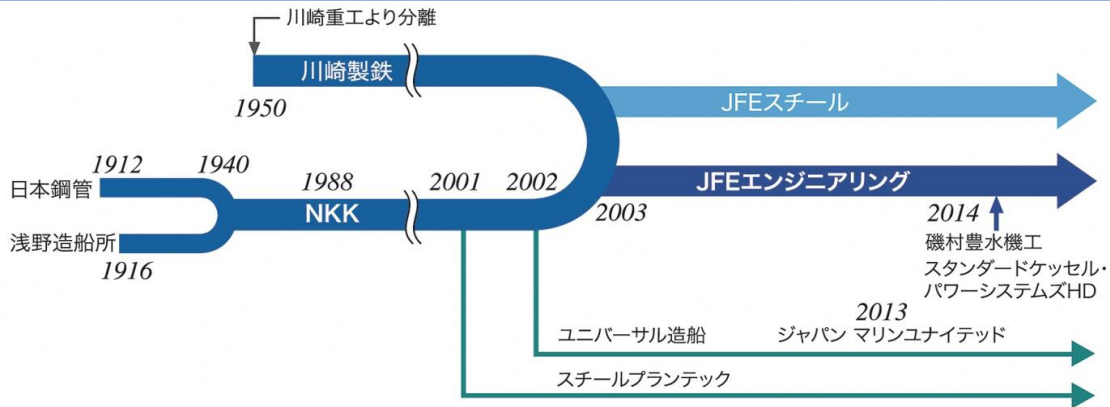 川崎重工より分離
川崎製鉄
1950
JFEスチール
1912
1940
1988
2001
2002
日本鋼管
NKK
JFEエンジニアリング
2003
2014
浅野造船所
1916
磯村豊水機工
スタンダードケッセル・
パワーシステムズHD
2013
ユニバーサル造船
ジャパン マリンユナイテッド
スチールプランテック